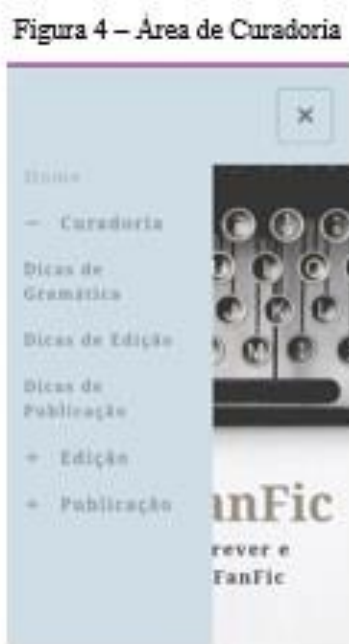 Figura 4 – Área de Curadoria
×
Home
− Curadoria
Dicas de
Gramática
Dicas de Edição
Dicas de
Publicação
+ Edição
+ Publicação
anFic
rever e
FanFic